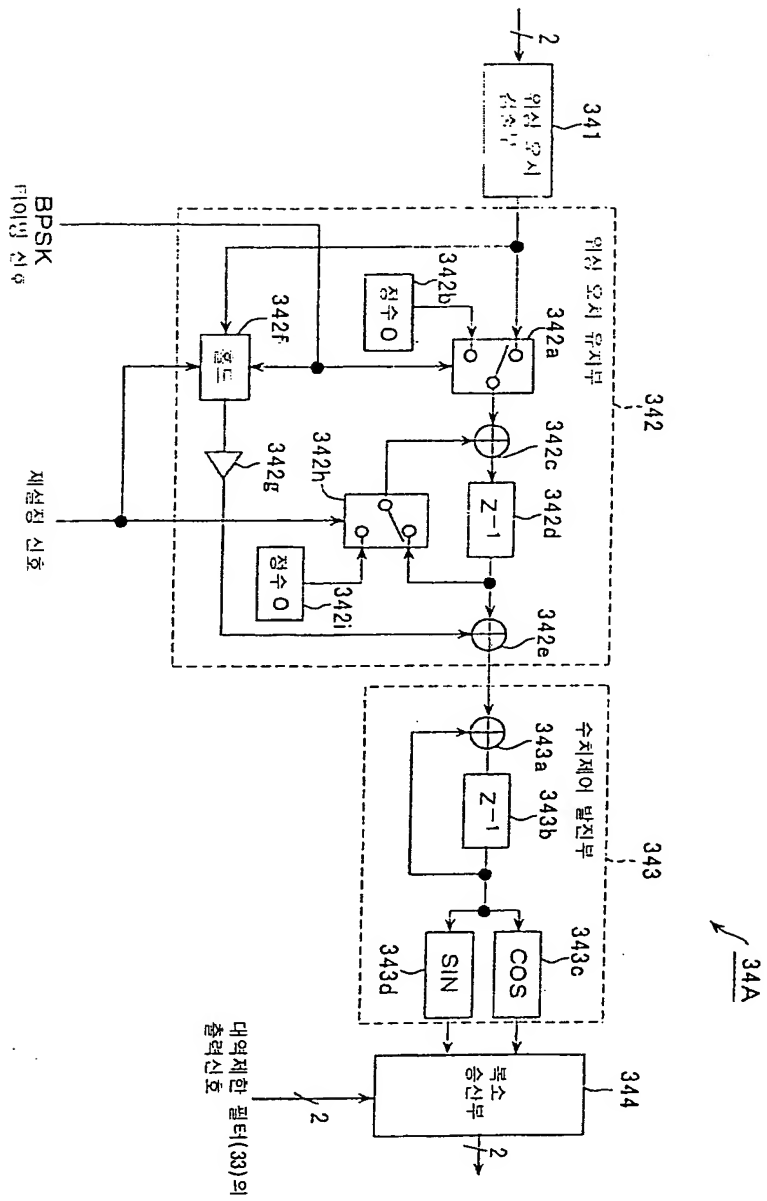 34A
2
341
위상 오차
검출부
342
위상 오차 유지부
342a
342b
정수 0
342c
342d
Z-1
342e
342f
홀드
342g
342h
342i
정수 0
BPSK
타이밍 신호
재설정 신호
343
수치제어 발진부
343a
343b
Z-1
343c
COS
343d
SIN
344
복소
승산부
2
2
대역제한 필터(33)의
출력신호